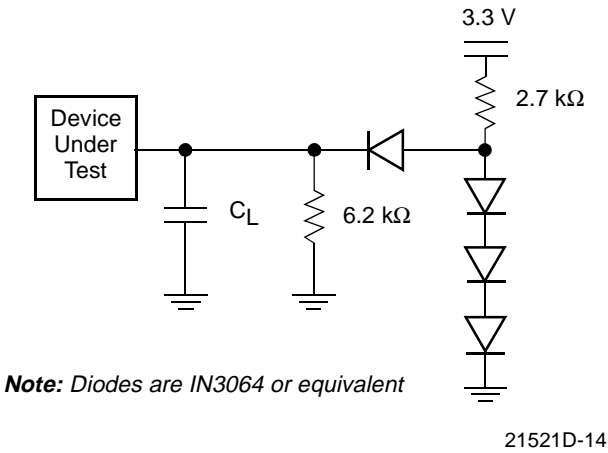 3.3 V
2.7 kΩ
Device
Under
Test
CL
6.2 kΩ
Note: Diodes are IN3064 or equivalent
21521D-14